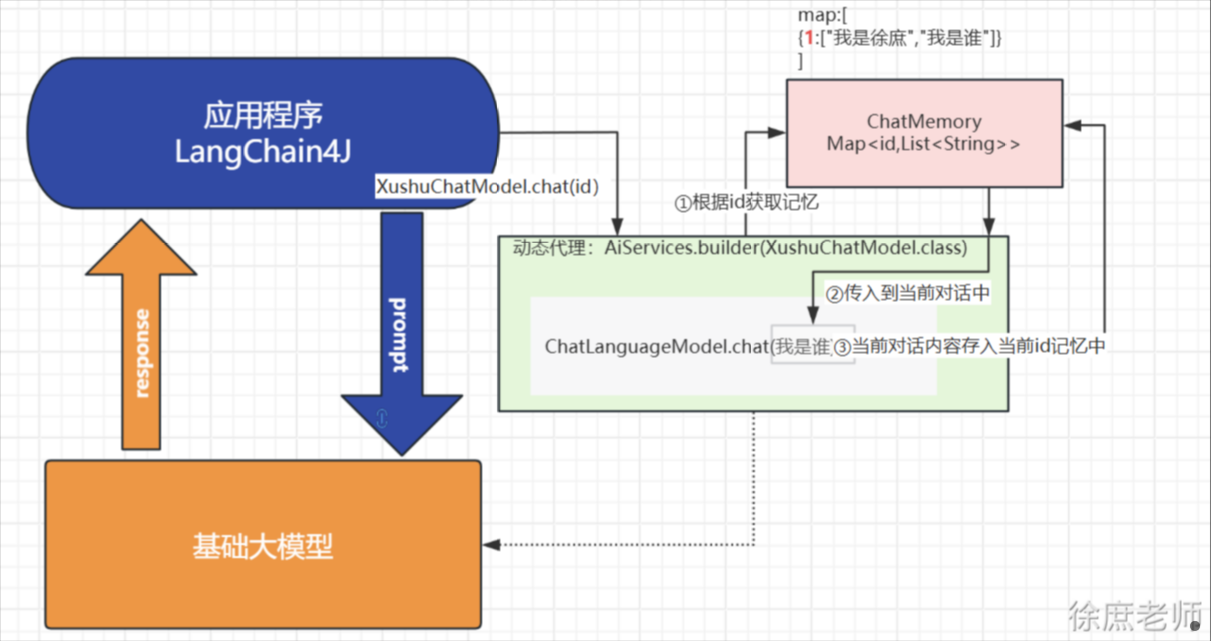 map:[
{1:["我是徐庶","我是谁"]}
]
应用程序
LangChain4J
ChatMemory
Map<id,List<String>>
XushuChatModel.chat(id)
①根据id获取记忆
动态代理：AiServices.builder(XushuChatModel.class)
②传入到当前对话中
ChatLanguageModel.chat(我是谁
③当前对话内容存入当前id记忆中
response
prompt
基础大模型
徐庶老师